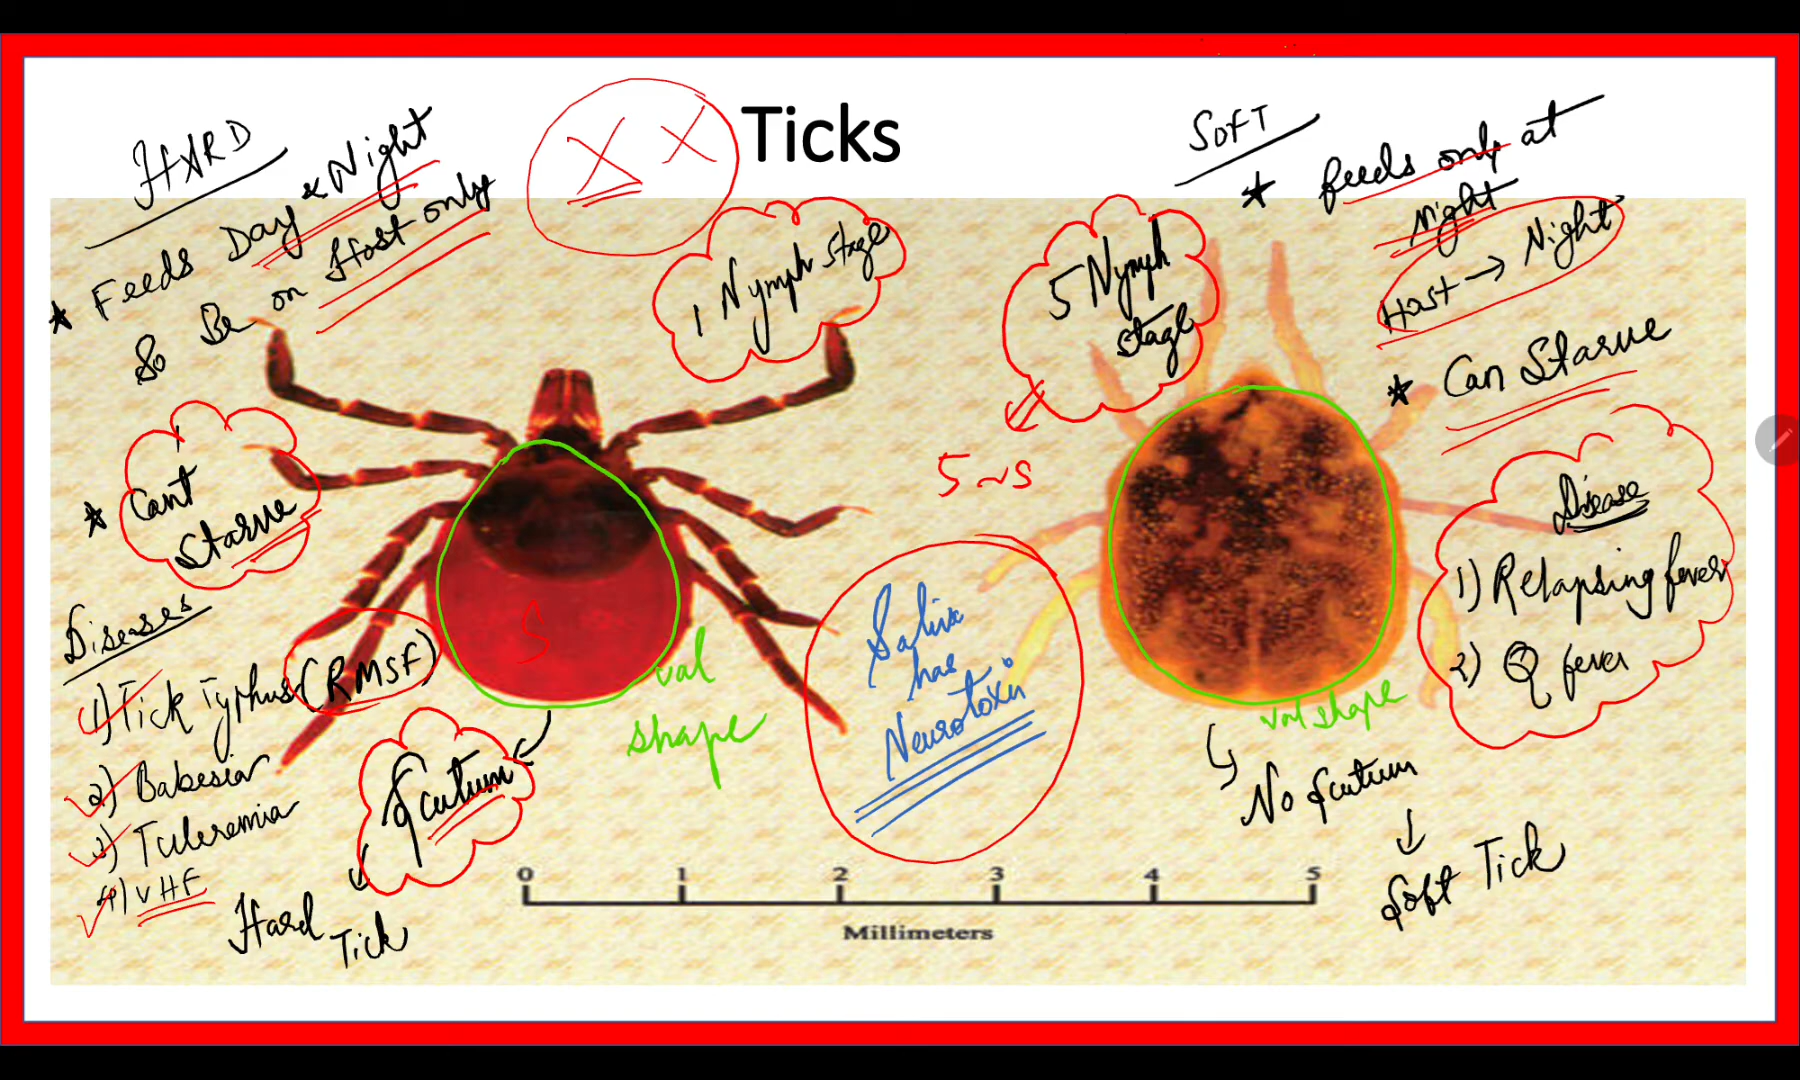 Ticks
HARD
* Feeds Day & Night
So Be on Host only
1 Nymph stage
* Cant
starve
Diseases
1) Tick Typhus (RMSF)
2) Babesia
3) Tuleremia
4) VHF
S
val
shape
Scutum
Hard
Tick
Saliva
has
Neurotoxin
SOFT
* feeds only at
Night
Host → Night
5 Nymph
stage
5 NS
* Can Starve
Disease
1) Relapsing fever
2) Q fever
val shape
No Scutum
Soft Tick
0 1 2 3 4 5
Millimeters